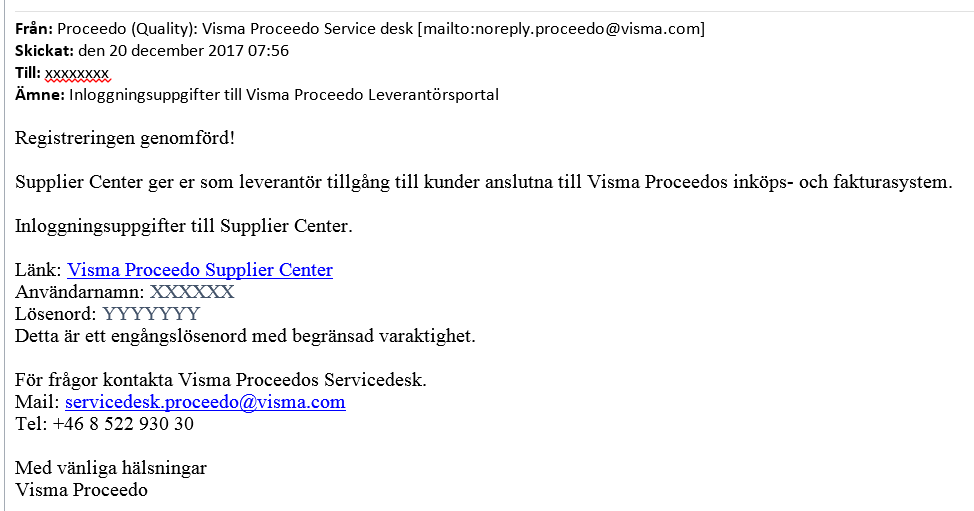 Från: Proceedo (Quality): Visma Proceedo Service desk [mailto:noreply.proceedo@visma.com]
Skickat: den 20 december 2017 07:56
Till: xxxxxxxx
Ämne: Inloggningsuppgifter till Visma Proceedo Leverantörsportal
Registreringen genomförd!
Supplier Center ger er som leverantör tillgång till kunder anslutna till Visma Proceedos inköps- och fakturasystem.
Inloggningsuppgifter till Supplier Center.
Länk: Visma Proceedo Supplier Center
Användarnamn: XXXXXX
Lösenord: YYYYYYY
Detta är ett engångslösenord med begränsad varaktighet.
För frågor kontakta Visma Proceedos Servicedesk.
Mail: servicedesk.proceedo@visma.com
Tel: +46 8 522 930 30
Med vänliga hälsningar
Visma Proceedo